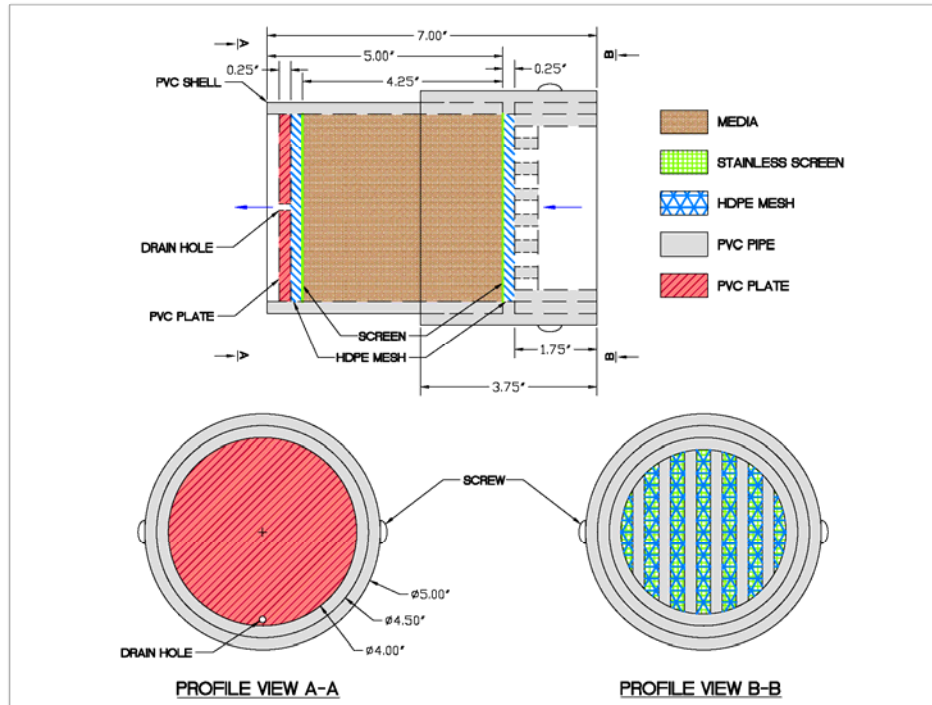 7.00"
5.00"
0.25"
4.25"
0.25"
A
B
PVC SHELL
MEDIA
STAINLESS SCREEN
HDPE MESH
PVC PIPE
PVC PLATE
DRAIN HOLE
PVC PLATE
SCREEN
HDPE MESH
A
B
1.75"
3.75"
SCREW
ø5.00"
ø4.50"
ø4.00"
DRAIN HOLE
PROFILE VIEW A-A
PROFILE VIEW B-B